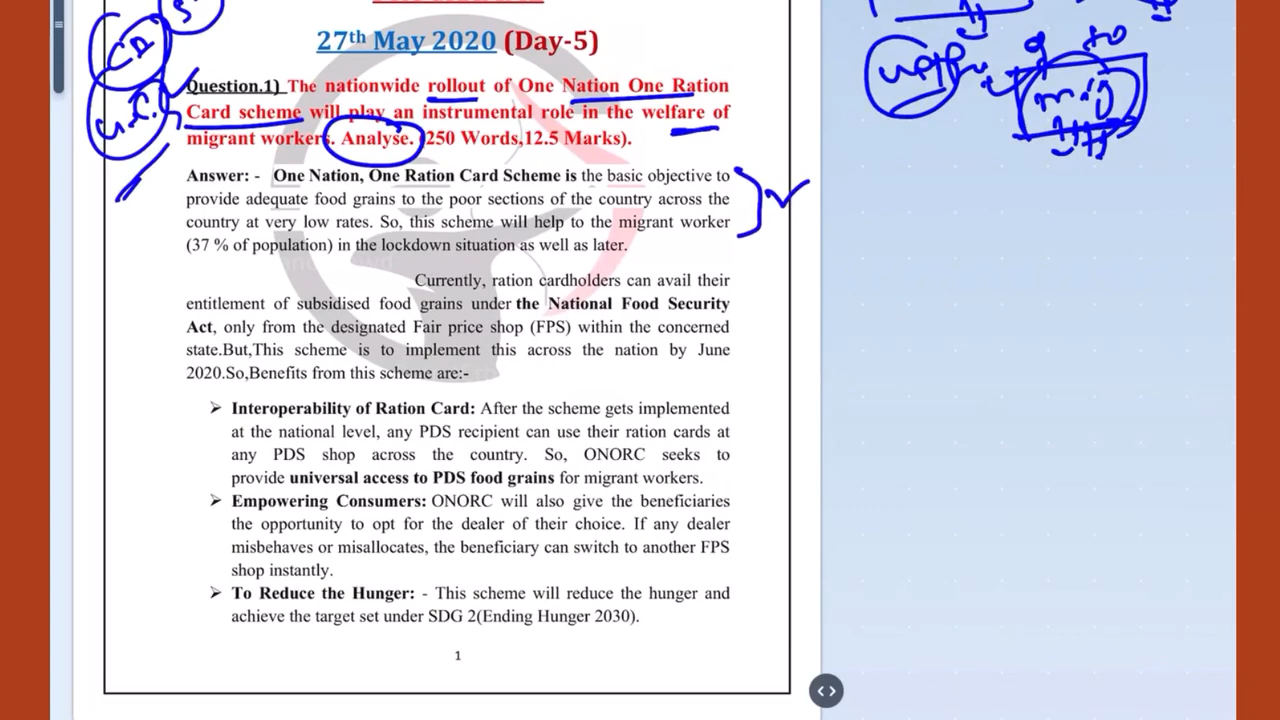 27th May 2020 (Day-5)
Question.1) The nationwide rollout of One Nation One Ration
Card scheme will play an instrumental role in the welfare of
migrant workers. Analyse. (250 Words,12.5 Marks).
Answer: - One Nation, One Ration Card Scheme is the basic objective to
provide adequate food grains to the poor sections of the country across the
country at very low rates. So, this scheme will help to the migrant worker
(37 % of population) in the lockdown situation as well as later.
Currently, ration cardholders can avail their
entitlement of subsidised food grains under the National Food Security
Act, only from the designated Fair price shop (FPS) within the concerned
state.But,This scheme is to implement this across the nation by June
2020.So,Benefits from this scheme are:-
➢ Interoperability of Ration Card: After the scheme gets implemented
at the national level, any PDS recipient can use their ration cards at
any PDS shop across the country. So, ONORC seeks to
provide universal access to PDS food grains for migrant workers.
➢ Empowering Consumers: ONORC will also give the beneficiaries
the opportunity to opt for the dealer of their choice. If any dealer
misbehaves or misallocates, the beneficiary can switch to another FPS
shop instantly.
➢ To Reduce the Hunger: - This scheme will reduce the hunger and
achieve the target set under SDG 2(Ending Hunger 2030).
1